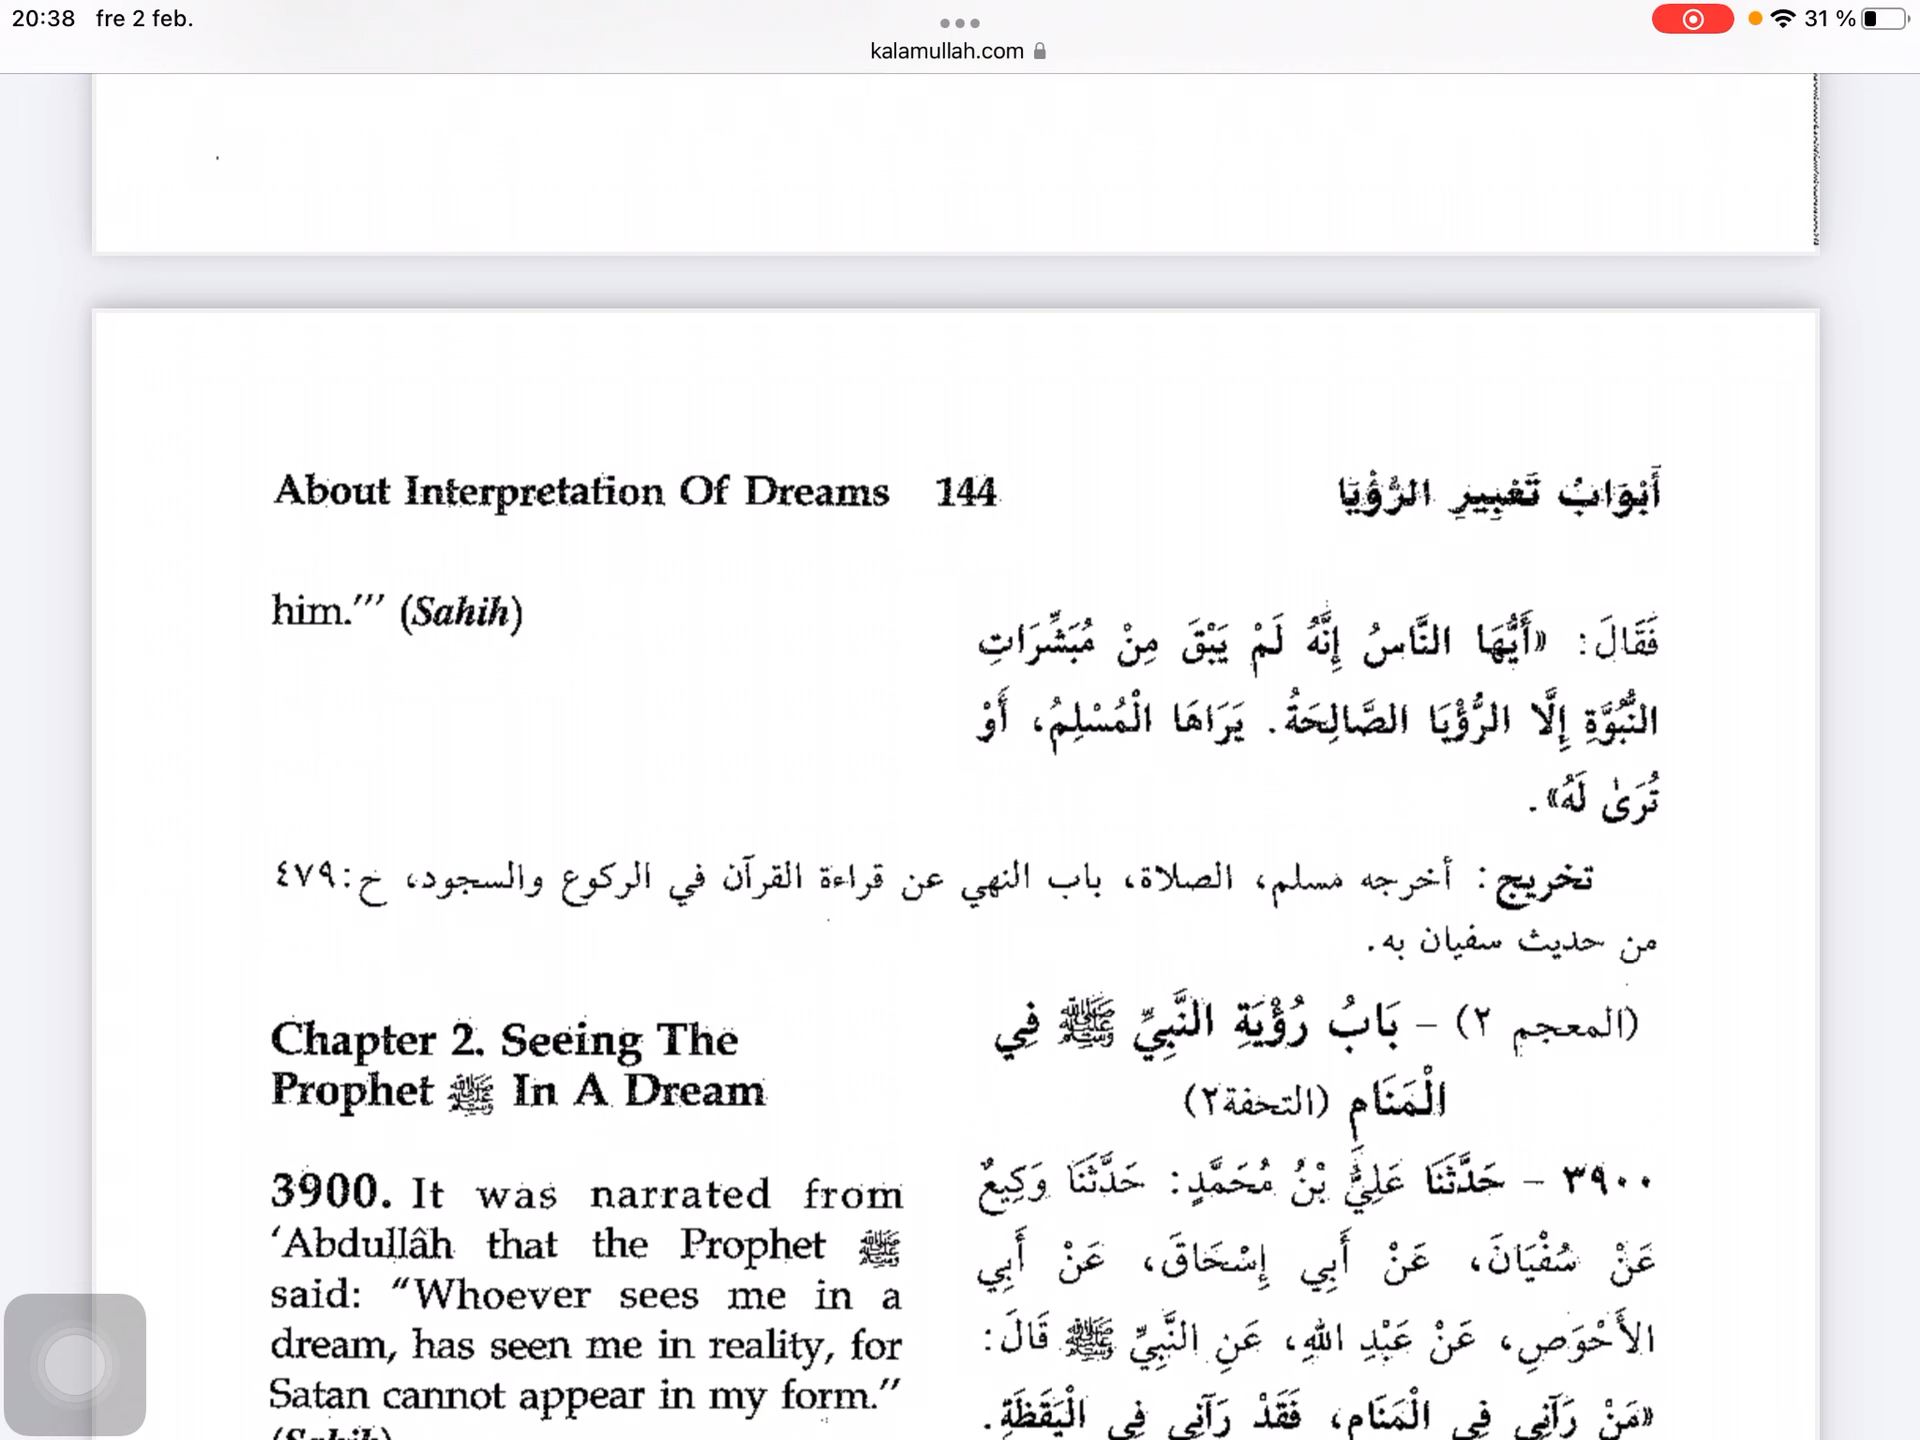 20:38 fre 2 feb.
31 %
kalamullah.com
About Interpretation Of Dreams 144
أَبْوَابُ تَعْبِيرِ الرُّؤْيَا
him.’” (Sahih)
فَقَالَ: «أَيُّهَا النَّاسُ إِنَّهُ لَمْ يَبْقَ مِنْ مُبَشِّرَاتِ
النُّبُوَّةِ إِلَّا الرُّؤْيَا الصَّالِحَةُ. يَرَاهَا الْمُسْلِمُ، أَوْ
تُرَىٰ لَهُ».
تخريج: أخرجه مسلم، الصلاة، باب النهي عن قراءة القرآن في الركوع والسجود، ح:٤٧٩
من حديث سفيان به.
Chapter 2. Seeing The
Prophet ﷺ In A Dream
(المعجم ٢) – بَابُ رُؤْيَةِ النَّبِيِّ ﷺ فِي
الْمَنَامِ (التحفة٢)
3900. It was narrated from
‘Abdullâh that the Prophet ﷺ
said: “Whoever sees me in a
dream, has seen me in reality, for
Satan cannot appear in my form.”
(Sahih)
٣٩٠٠ – حَدَّثَنَا عَلِيُّ بْنُ مُحَمَّدٍ: حَدَّثَنَا وَكِيعٌ
عَنْ سُفْيَانَ، عَنْ أَبِي إِسْحَاقَ، عَنْ أَبِي
الأَحْوَصِ، عَنْ عَبْدِ اللهِ، عَنِ النَّبِيِّ ﷺ قَالَ:
«مَنْ رَآنِي فِي الْمَنَامِ، فَقَدْ رَآنِي فِي الْيَقَظَةِ.